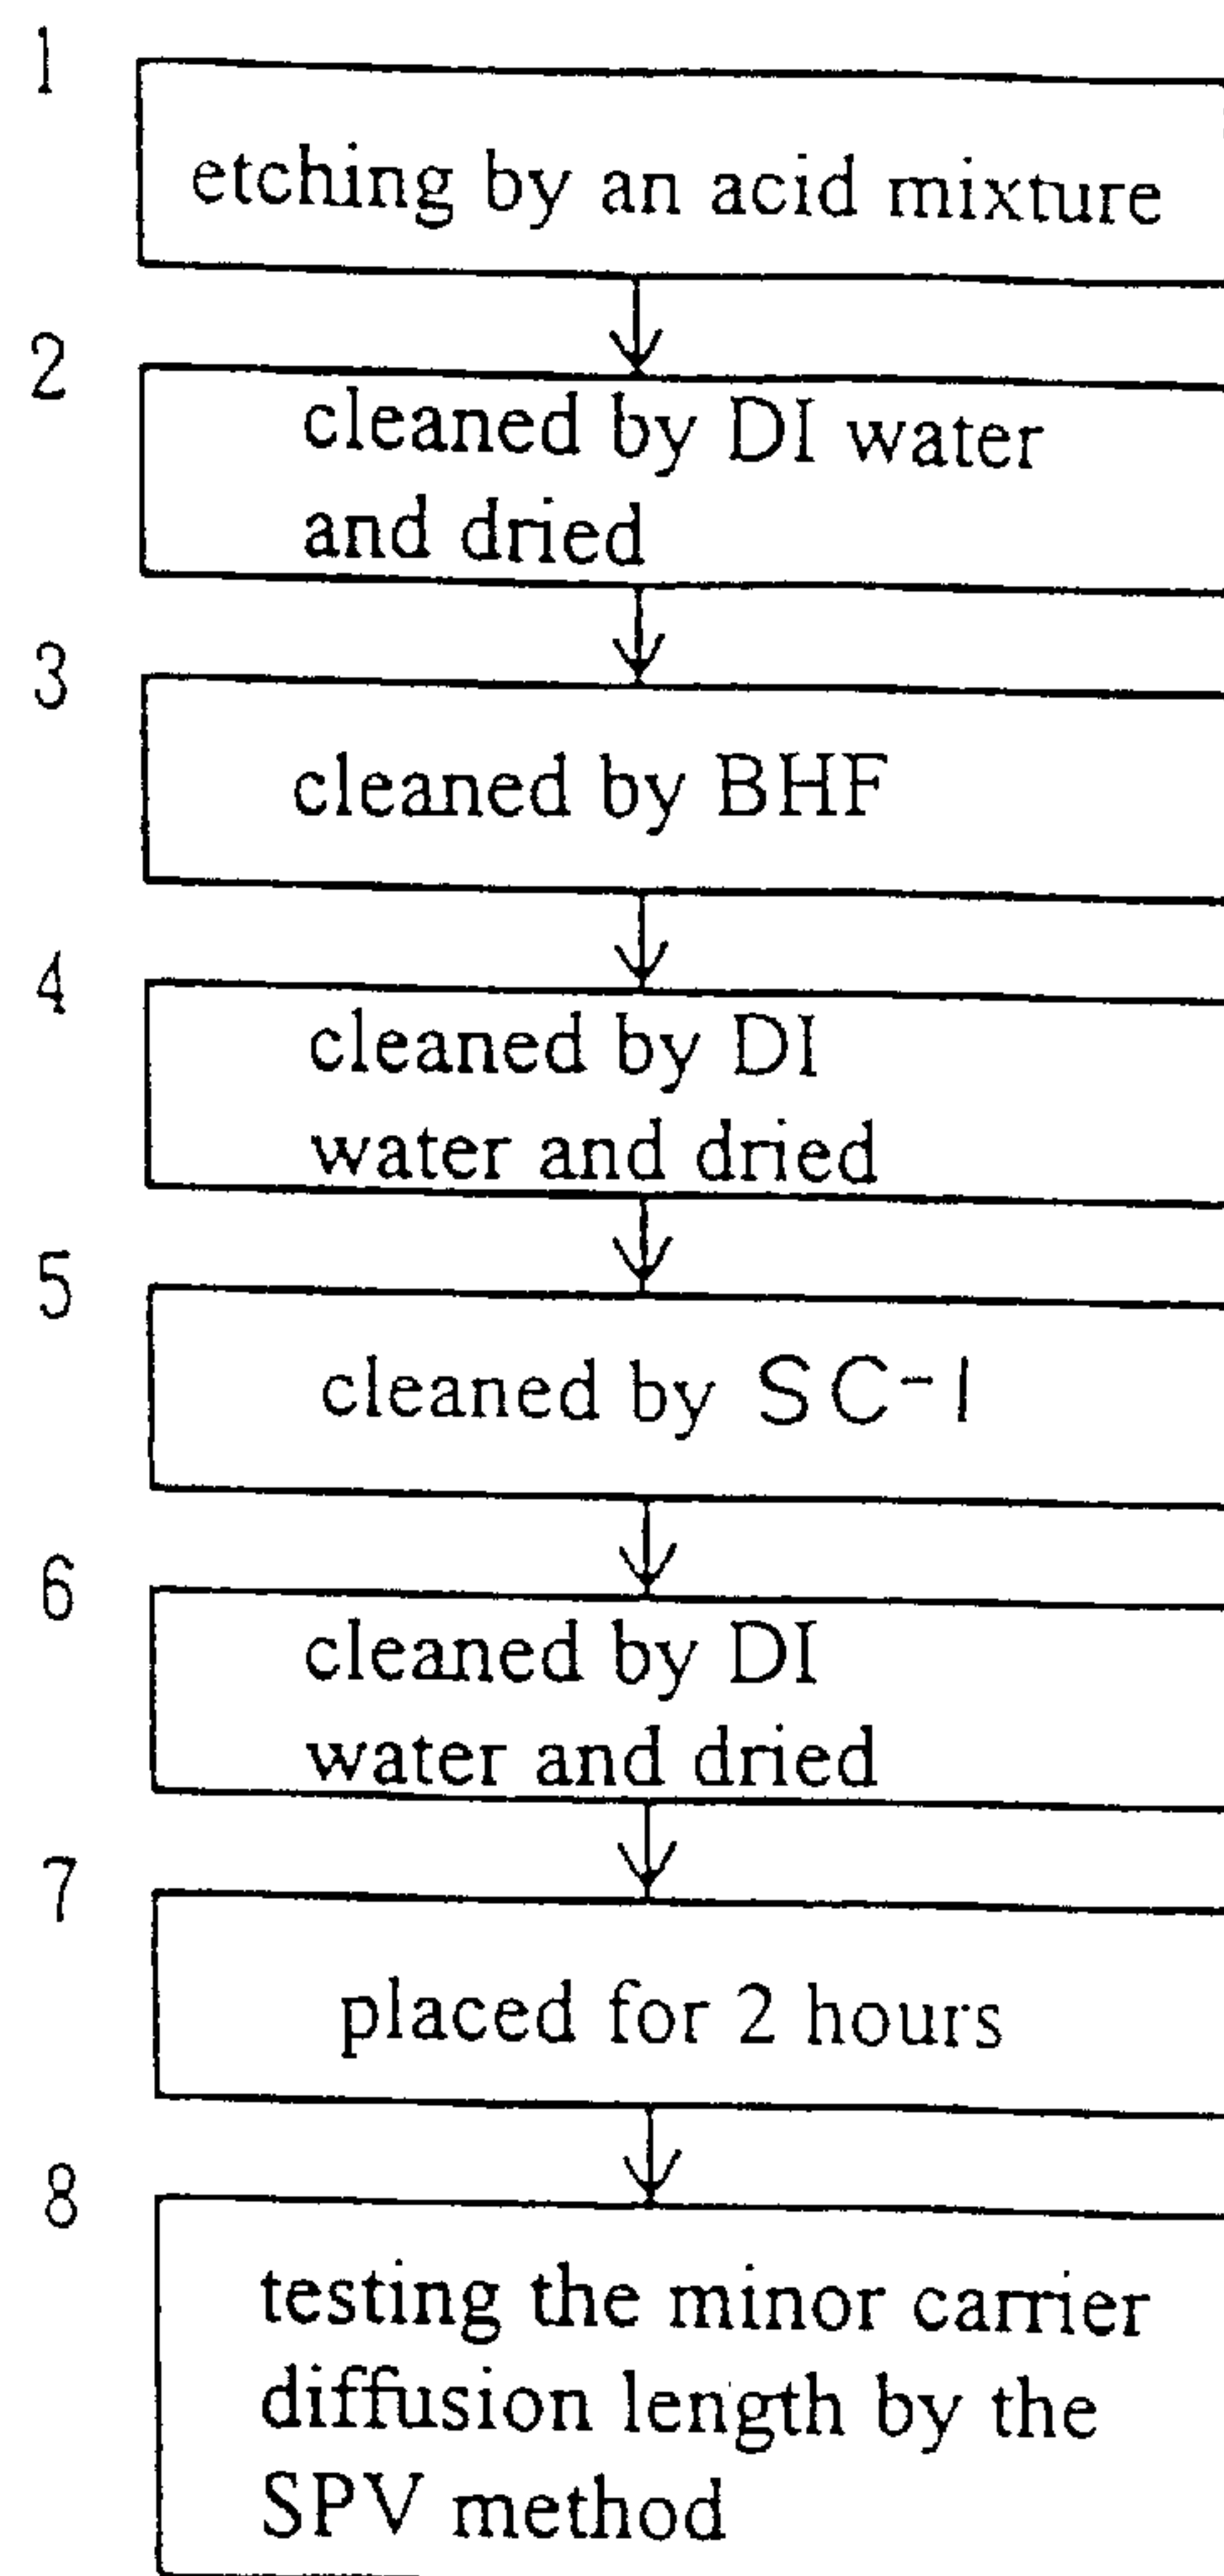 1
etching by an acid mixture
2
cleaned by DI water
and dried
3
cleaned by BHF
4
cleaned by DI
water and dried
5
cleaned by SC-1
6
cleaned by DI
water and dried
7
placed for 2 hours
8
testing the minor carrier
diffusion length by the
SPV method